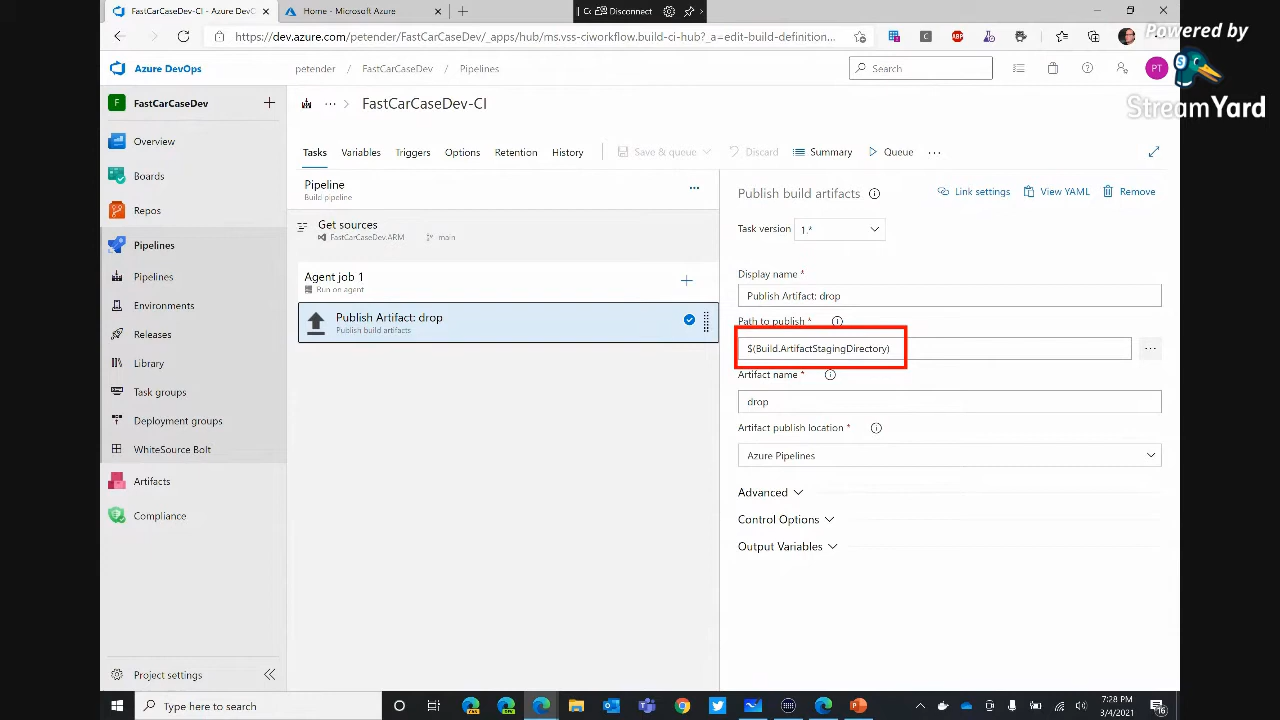 FastCarCaseDev-CI - Azure DevO
Home - Microsoft Azure
Disconnect
https://dev.azure.com/petender/FastCarCaseDev/_apps/hub/ms.vss-ciworkflow.build-ci-hub?_a=edit-build-definition...
Powered by
StreamYard
Azure DevOps
petender / FastCarCaseDev / Pipelines
Search
PT
F FastCarCaseDev
FastCarCaseDev-CI
Overview
Boards
Repos
Pipelines
Pipelines
Environments
Releases
Library
Task groups
Deployment groups
WhiteSource Bolt
Artifacts
Compliance
Project settings
Tasks Variables Triggers Options Retention History
Save & queue Discard Summary Queue ...
Pipeline
Build pipeline
Get sources
FastCarCaseDev.ARM main
Agent job 1
Run on agent
Publish Artifact: drop
Publish build artifacts
Publish build artifacts
Link settings View YAML Remove
Task version 1.*
Display name *
Publish Artifact: drop
Path to publish *
$(Build.ArtifactStagingDirectory)
Artifact name *
drop
Artifact publish location *
Azure Pipelines
Advanced
Control Options
Output Variables
Type here to search
7:28 PM
3/4/2021